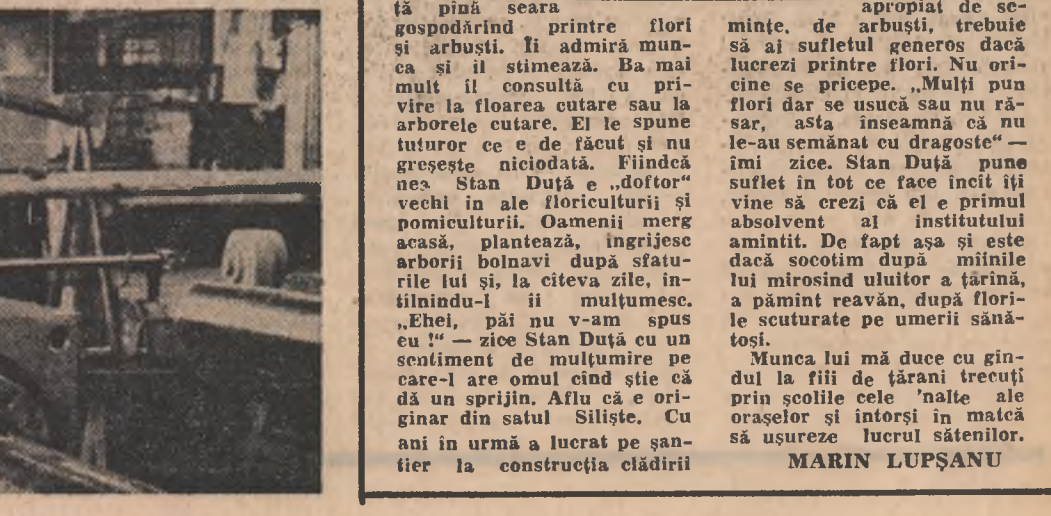 tă pînă seara
gospodărind printre flori
și arbuști. Îi admiră mun-
ca și îl stimează. Ba mai
mult îl consultă cu pri-
vire la floarea cutare sau la
arborele cutare. El le spune
tuturor ce e de făcut și nu
greșește niciodată. Fiindcă
nea Stan Duță e „doftor“
vechi in ale floriculturii și
pomiculturii. Oamenii merg
acasă, plantează, îngrijesc
arborii bolnavi după sfatu-
rile lui și, la cîteva zile, în-
tîlnindu-l îi mulțumesc.
„Ehei, păi nu v-am spus
eu !“ — zice Stan Duță cu un
sentiment de mulțumire pe
care-l are omul cînd știe că
dă un sprijin. Aflu că e ori-
ginar din satul Siliște. Cu
ani în urmă a lucrat pe șan-
tier la construcția clădirii
apropiat de se-
mințe, de arbuști, trebuie
să ai sufletul generos dacă
lucrezi printre flori. Nu ori-
cine se pricepe. „Mulți pun
flori dar se usucă sau nu ră-
sar, asta înseamnă că nu
le-au semănat cu dragoste“ —
îmi zice. Stan Duță pune
suflet în tot ce face încît îți
vine să crezi că el e primul
absolvent al institutului
amintit. De fapt așa și este
dacă socotim după mîinile
lui mirosind uluitor a țărînă,
a pămînt reavăn, după flori-
le scuturate pe umerii sănă-
toși.
Munca lui mă duce cu gîn-
dul la fiii de țărani trecuți
prin școlile cele 'nalte ale
orașelor și întorși în matcă
să ușureze lucrul sătenilor.
MARIN LUPȘANU